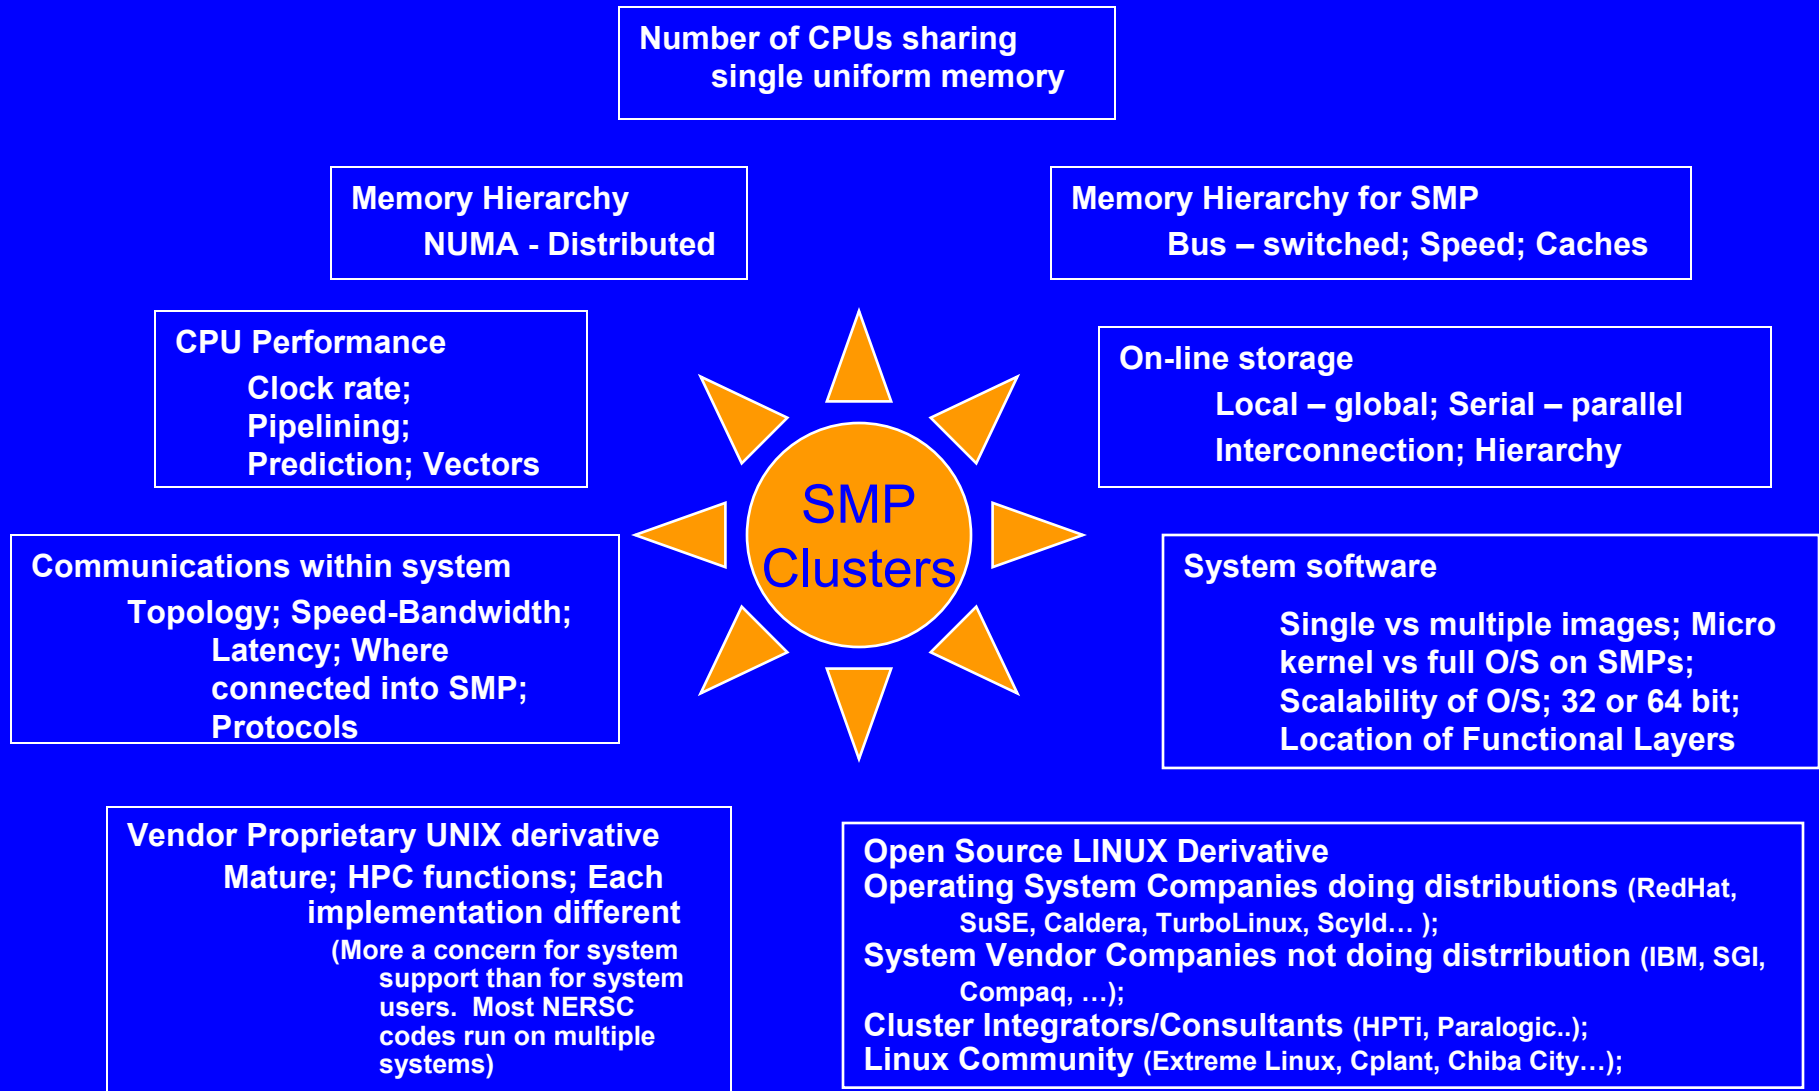 Number of CPUs sharing
single uniform memory
Memory Hierarchy
NUMA - Distributed
Memory Hierarchy for SMP
Bus – switched; Speed; Caches
CPU Performance
Clock rate;
Pipelining;
Prediction; Vectors
On-line storage
Local – global; Serial – parallel
Interconnection; Hierarchy
SMP
Clusters
Communications within system
Topology; Speed-Bandwidth;
Latency; Where
connected into SMP;
Protocols
System software
Single vs multiple images; Micro
kernel vs full O/S on SMPs;
Scalability of O/S; 32 or 64 bit;
Location of Functional Layers
Vendor Proprietary UNIX derivative
Mature; HPC functions; Each
implementation different
(More a concern for system
support than for system
users. Most NERSC
codes run on multiple
systems)
Open Source LINUX Derivative
Operating System Companies doing distributions (RedHat,
SuSE, Caldera, TurboLinux, Scyld… );
System Vendor Companies not doing distrribution (IBM, SGI,
Compaq, …);
Cluster Integrators/Consultants (HPTi, Paralogic..);
Linux Community (Extreme Linux, Cplant, Chiba City…);